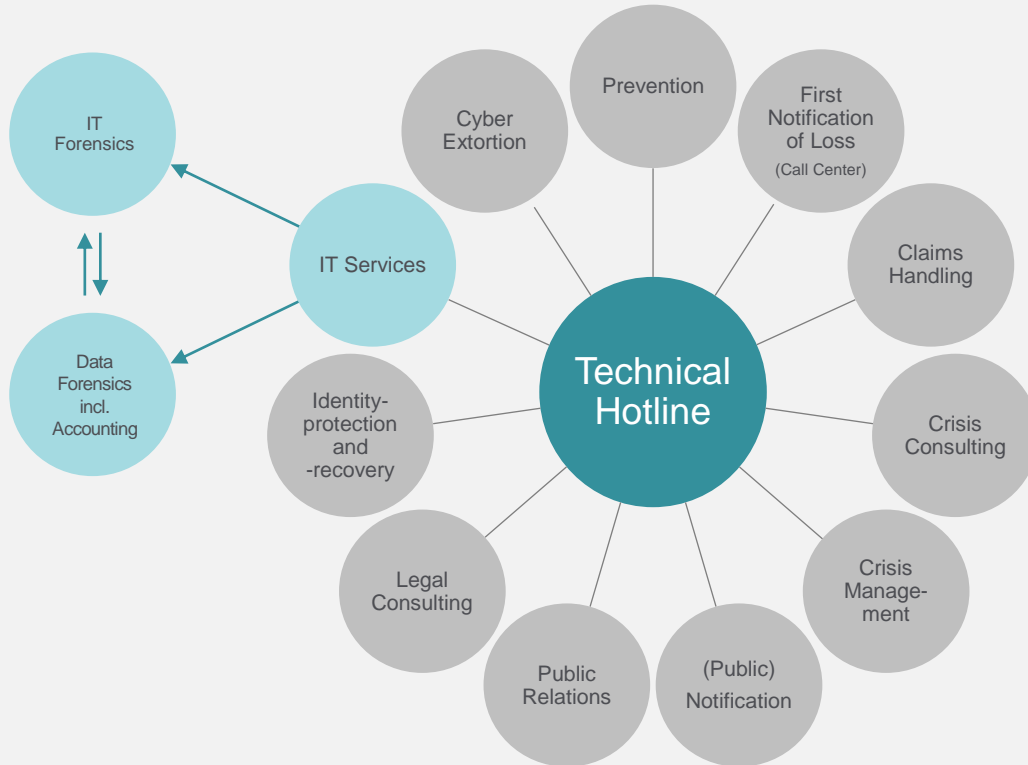 Prevention
First
Notification
of Loss
(Call Center)
Cyber
Extortion
IT
Forensics
Claims
Handling
IT Services
Technical
Hotline
Data
Forensics
incl.
Accounting
Identity-
protection
and
-recovery
Crisis
Consulting
Legal
Consulting
Crisis
Manage-
ment
Public
Relations
(Public)
Notification